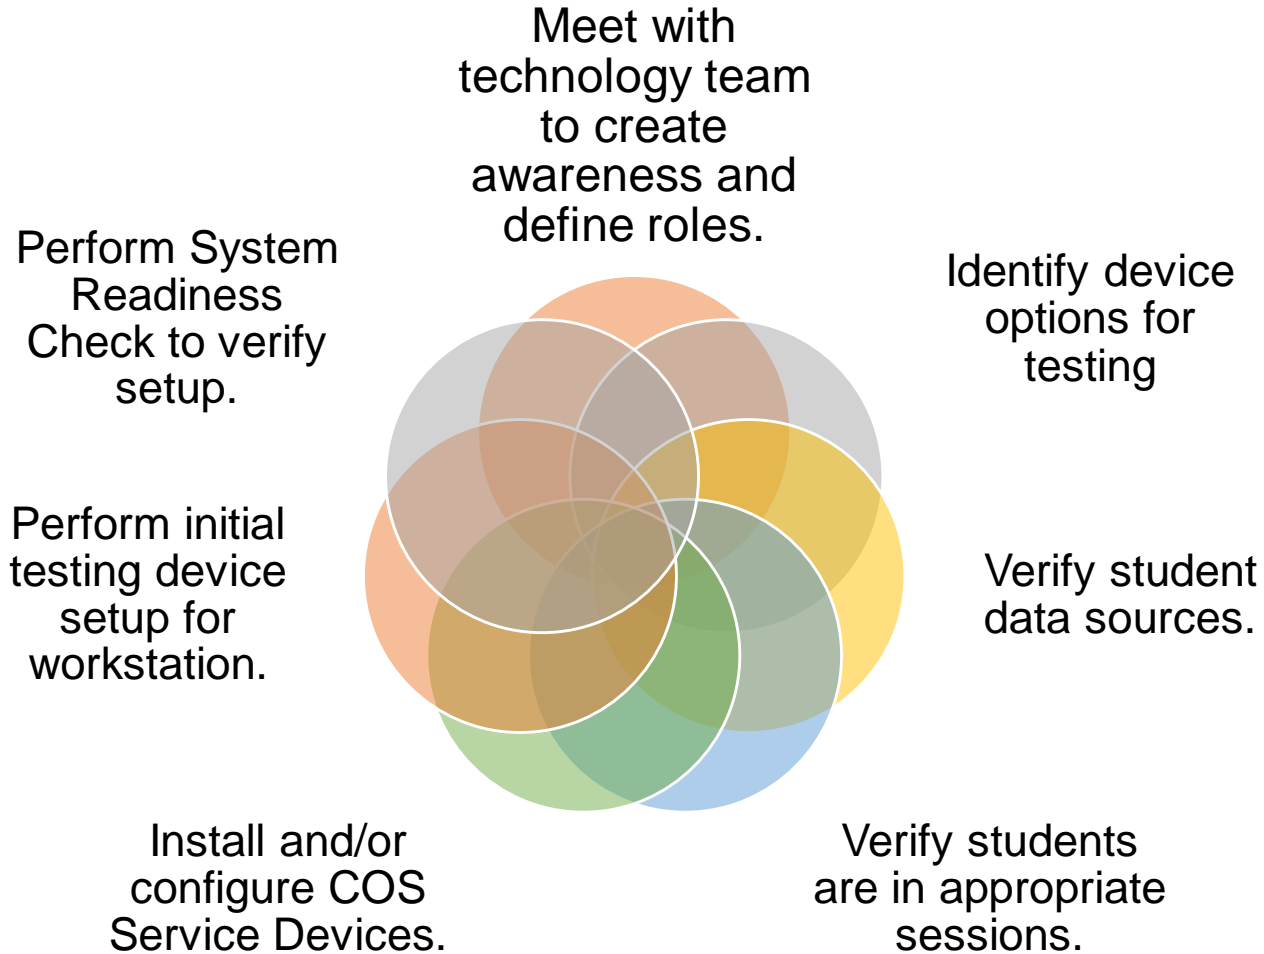 Meet with
technology team
to create
awareness and
define roles.
Identify device
options for
testing
Verify student
data sources.
Verify students
are in appropriate
sessions.
Install and/or
configure COS
Service Devices.
Perform initial
testing device
setup for
workstation.
Perform System
Readiness
Check to verify
setup.